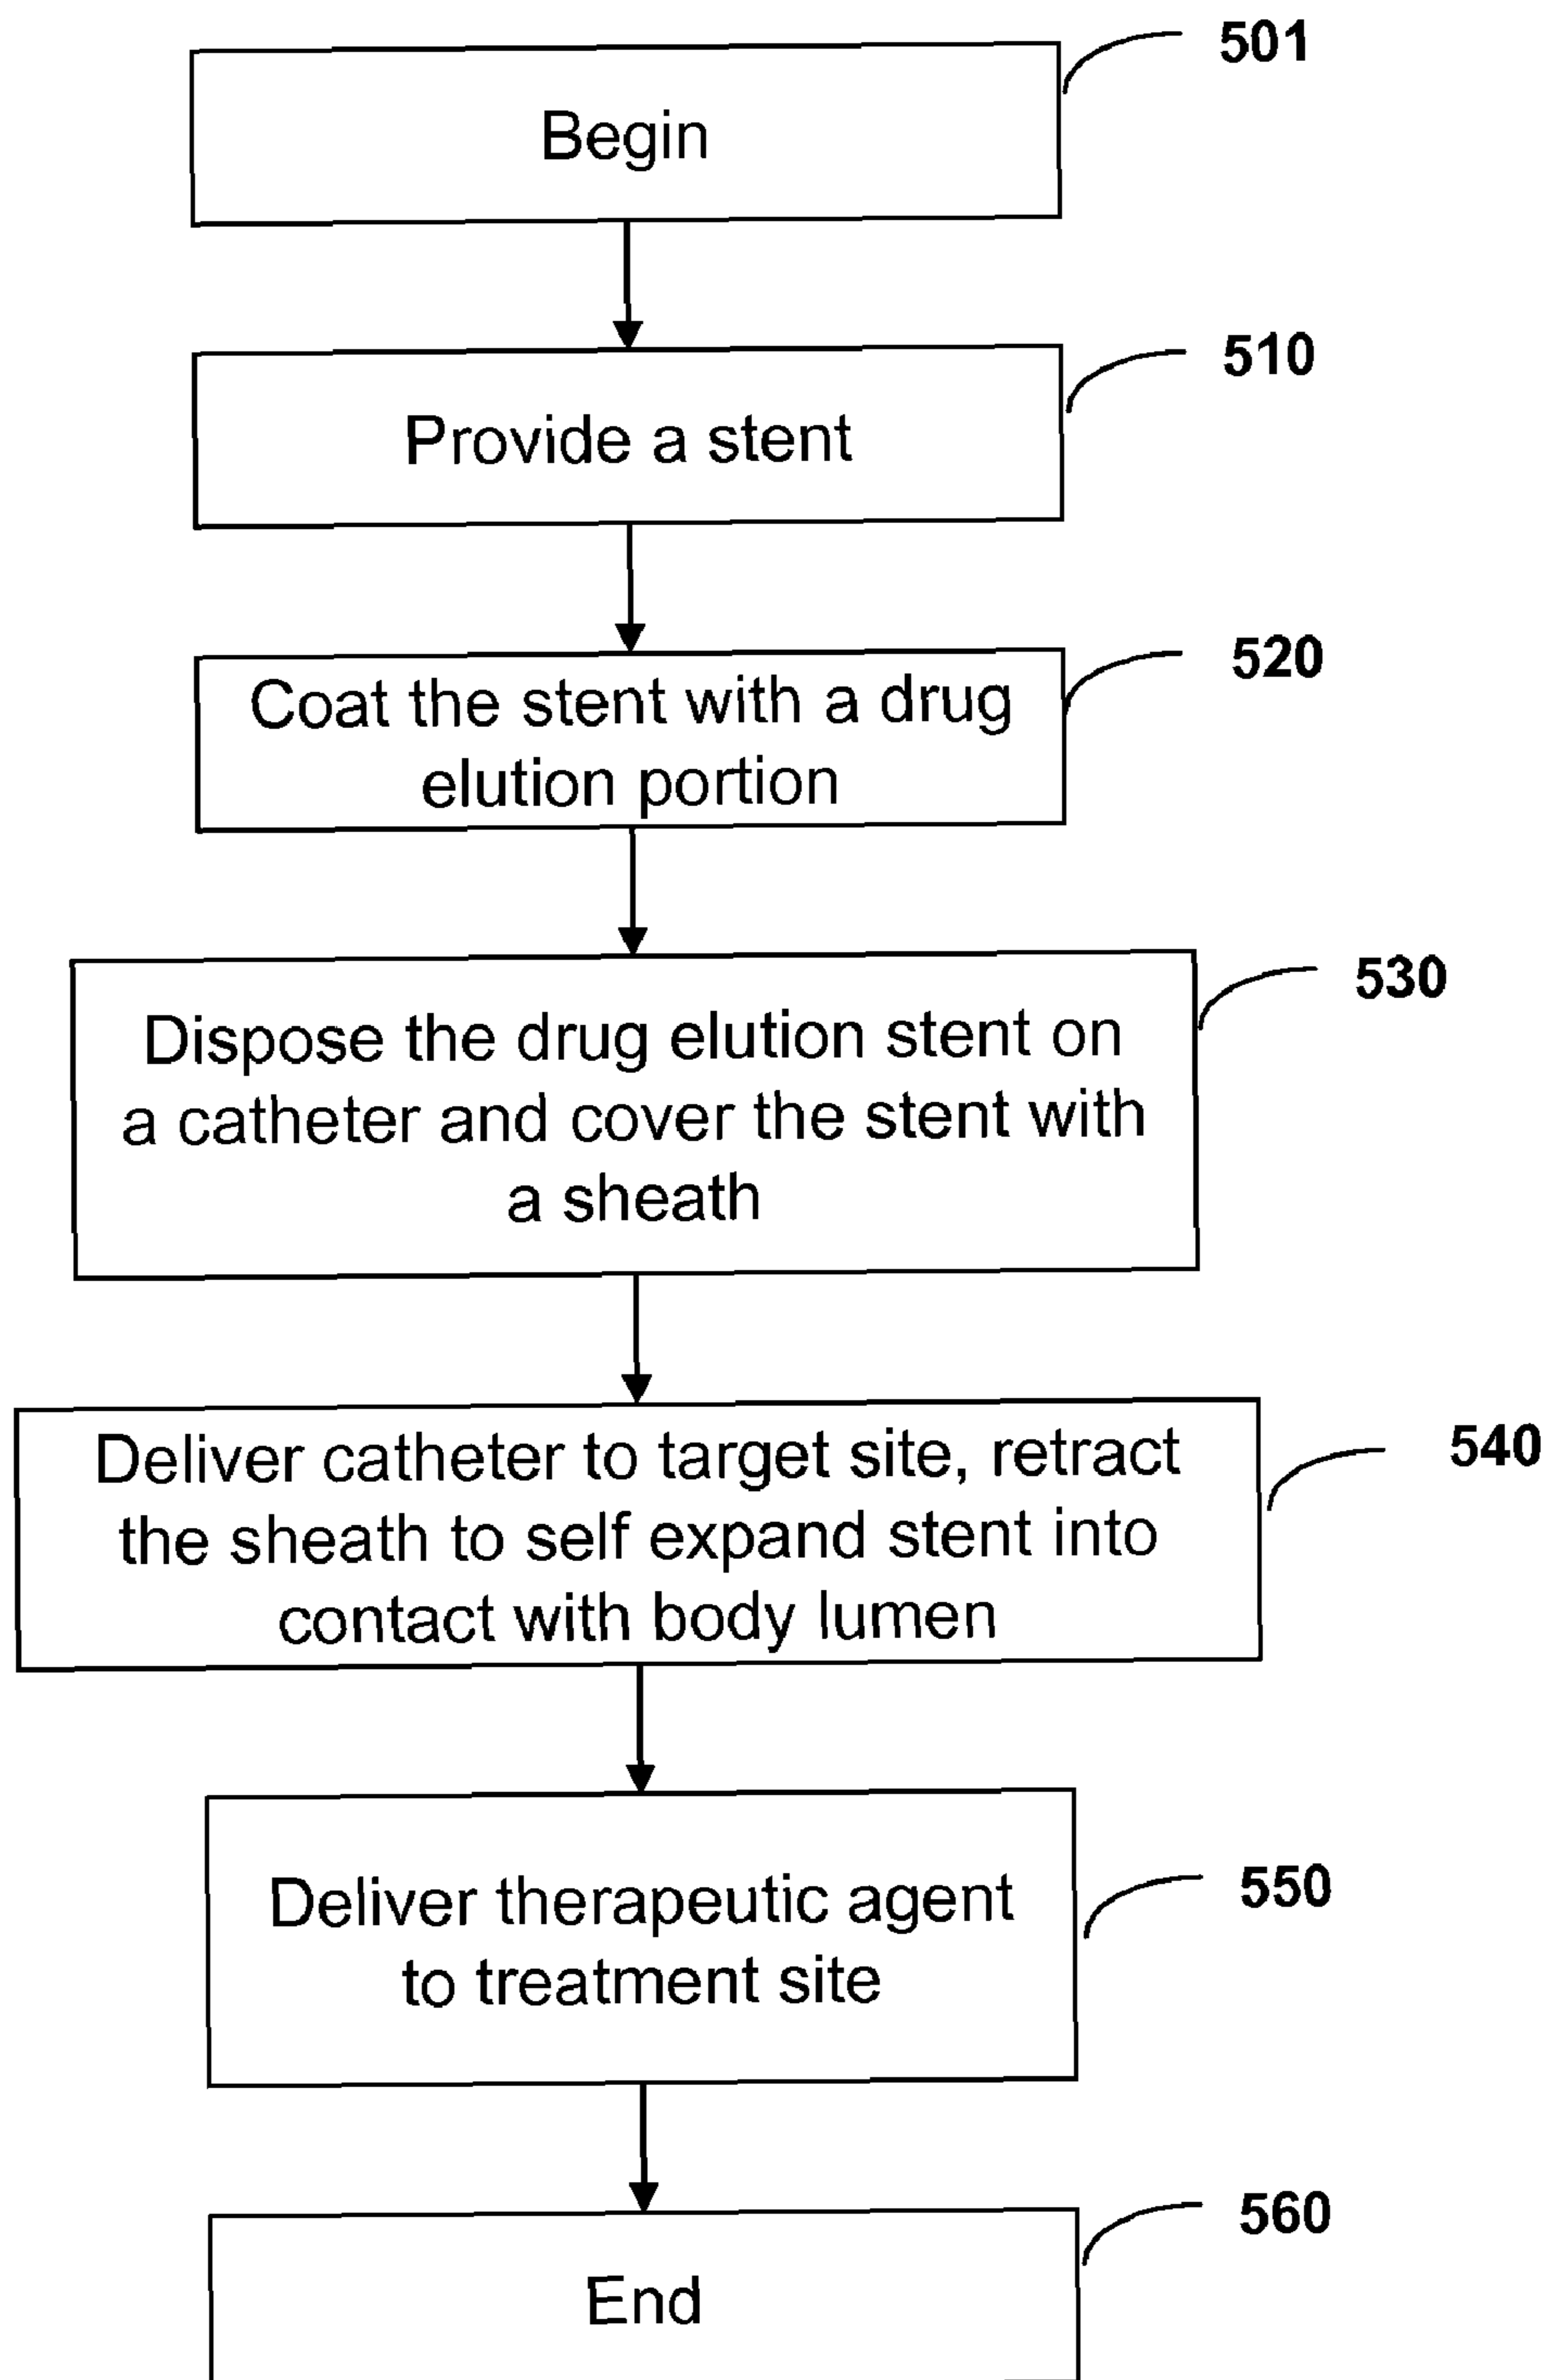 501
Begin
510
Provide a stent
520
Coat the stent with a drug
elution portion
530
Dispose the drug elution stent on
a catheter and cover the stent with
a sheath
540
Deliver catheter to target site, retract
the sheath to self expand stent into
contact with body lumen
550
Deliver therapeutic agent
to treatment site
560
End